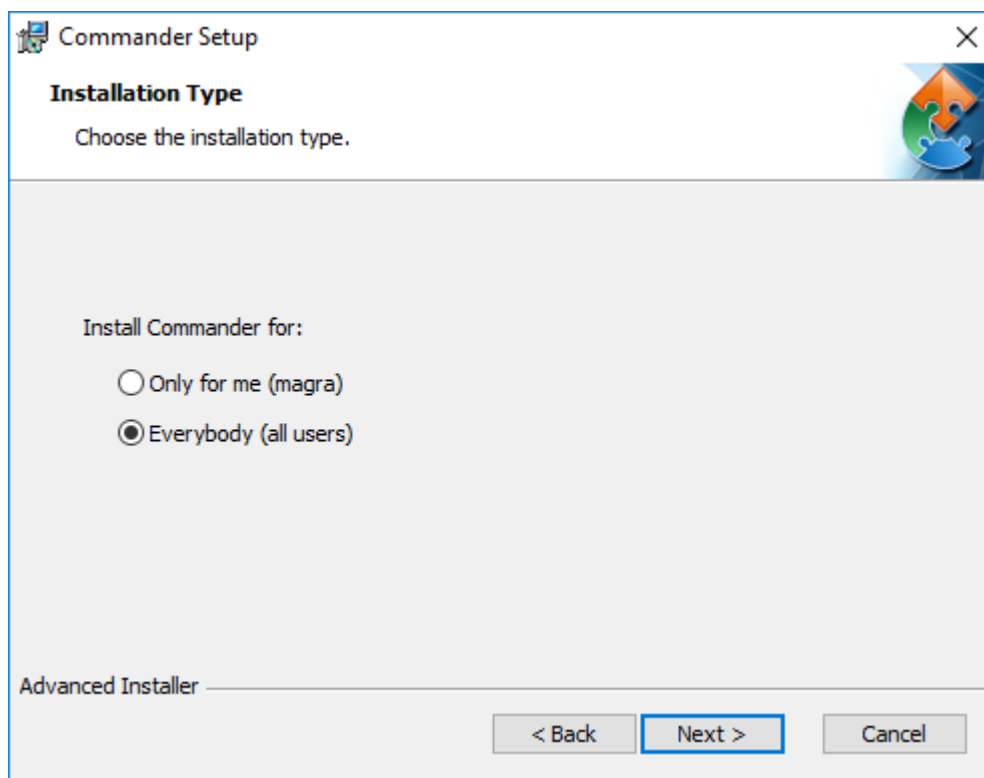 Commander Setup
Installation Type
Choose the installation type.
Install Commander for:
Only for me (magra)
Everybody (all users)
Advanced Installer
< Back Next > Cancel